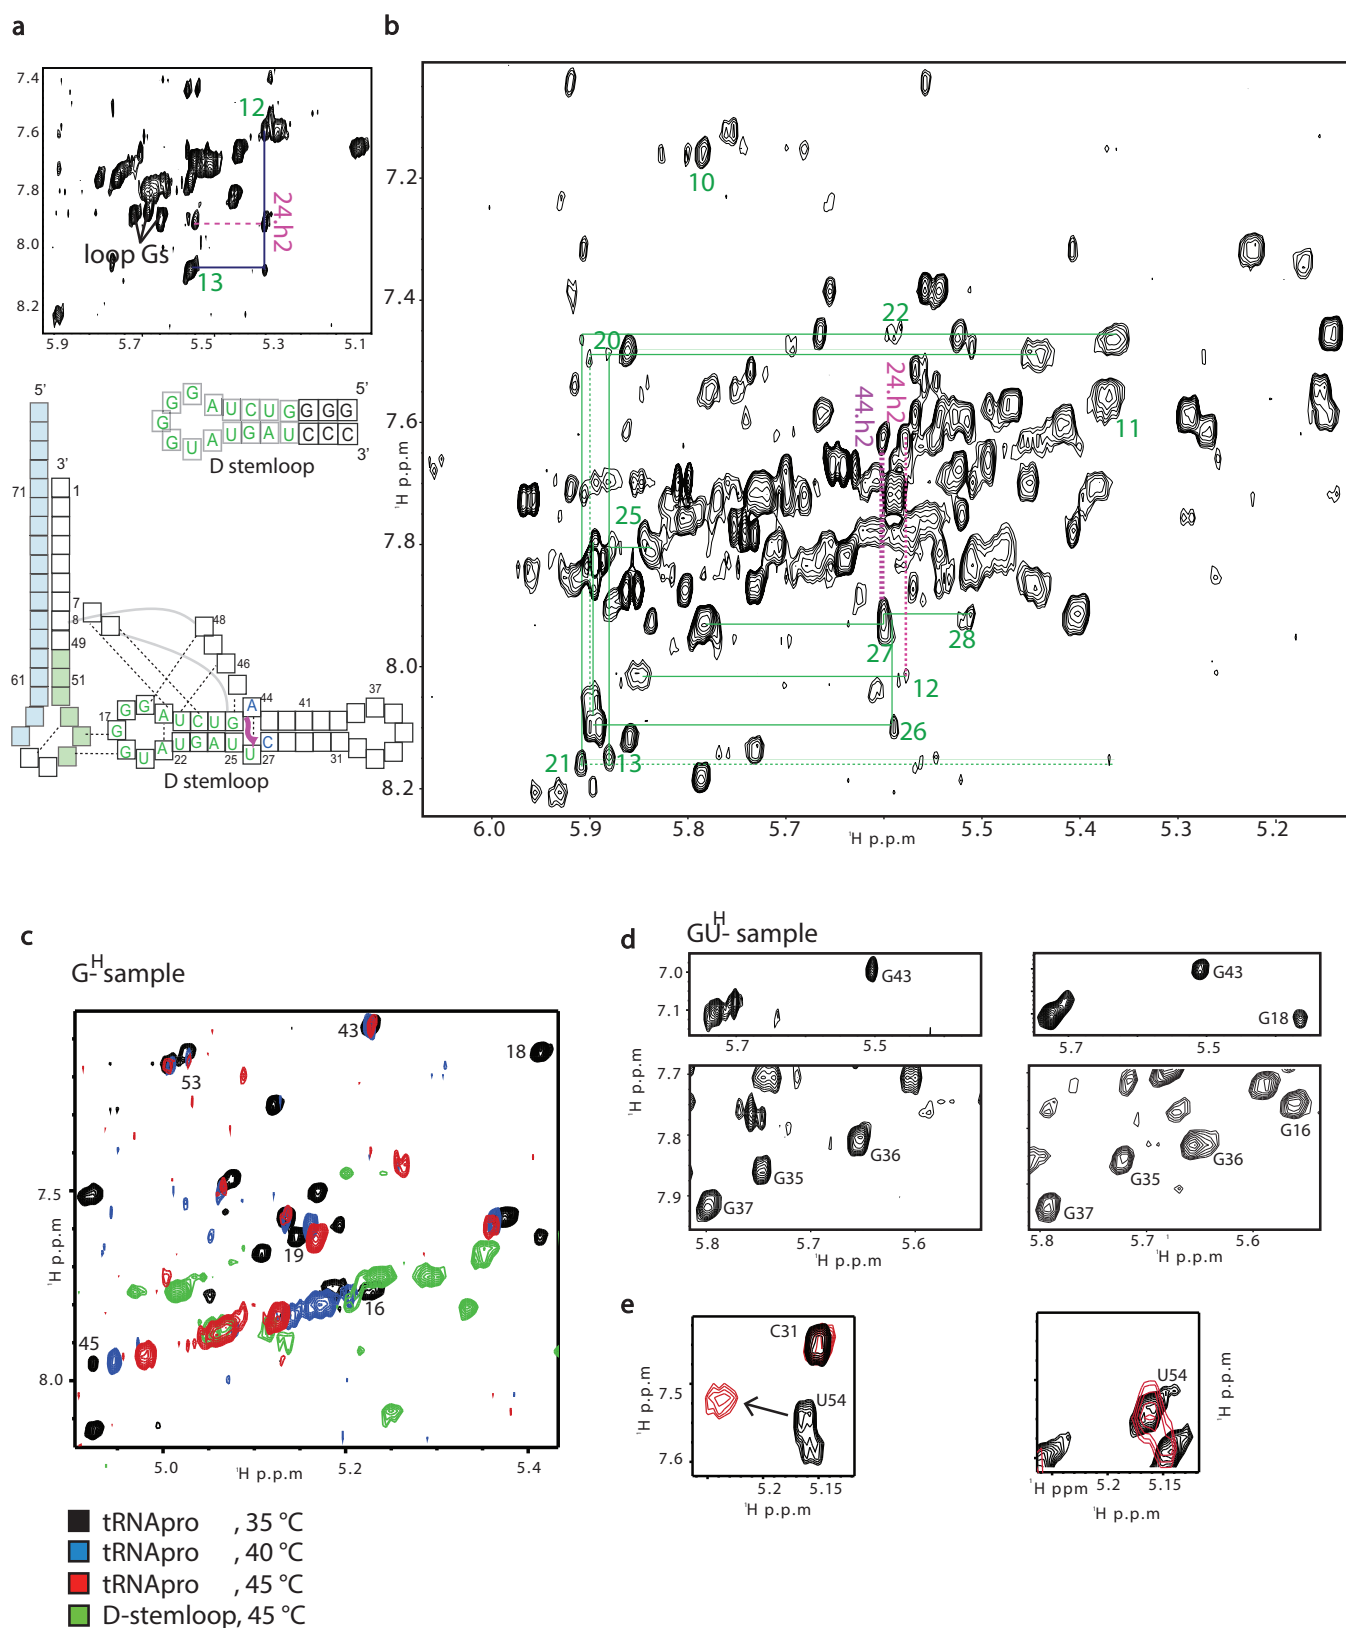 a
7.4
7.6
7.8
8.0
8.2
12
24.h2
loop Gs
13
5.9 5.7 5.5 5.3 5.1
b
7.2
7.4
7.6
7.8
8.0
8.2
¹H p.p.m
10
22
20
24.h2
44.h2
11
25
28
27
12
26
21
13
6.0 5.9 5.8 5.7 5.6 5.5 5.4 5.3 5.2
¹H p.p.m
5'
3'
71
1
7
8
49
61
51
G G A U C U G G G G 5'
G
G U A U G A U C C C 3'
D stemloop
48
46
44
41
37
17
G G A U C U G A
G
G U A U G A U U C
22 25 27 31
D stemloop
c
G-ᴴ sample
43
18
53
19
16
45
7.5
8.0
¹H p.p.m
5.0 5.2 5.4
¹H p.p.m
tRNApro , 35 °C
tRNApro , 40 °C
tRNApro , 45 °C
D-stemloop, 45 °C
d
GUᴴ- sample
7.0
7.1
G43
5.7 5.5
G43
G18
5.7 5.5
7.7
7.8
7.9
¹H p.p.m
G36
G35
G37
5.8 5.7 5.6
¹H p.p.m
G16
G36
G35
G37
5.8 5.7 5.6
¹H p.p.m
e
C31
U54
7.5
7.6
¹H p.p.m
5.2 5.15
¹H p.p.m
U54
¹H p.p.m
¹H ppm 5.2 5.15
¹H p.p.m